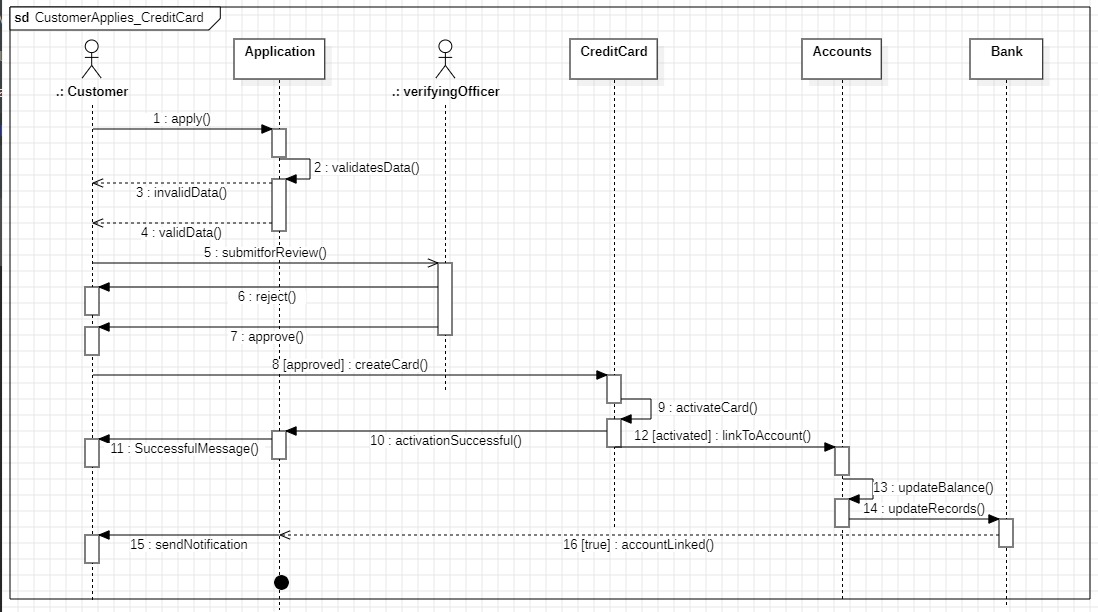 sd CustomerApplies_CreditCard
Application
CreditCard
Accounts
Bank
.: Customer
.: verifyingOfficer
1 : apply()
2 : validatesData()
3 : invalidData()
4 : validData()
5 : submitforReview()
6 : reject()
7 : approve()
8 [approved] : createCard()
9 : activateCard()
10 : activationSuccessful()
11 : SuccessfulMessage()
12 [activated] : linkToAccount()
13 : updateBalance()
14 : updateRecords()
15 : sendNotification
16 [true] : accountLinked()